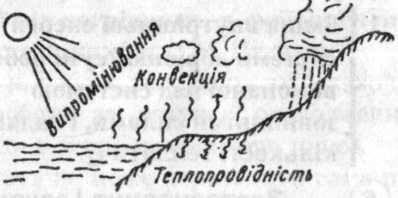 Випромінювання
Конвекція
Теплопровідність